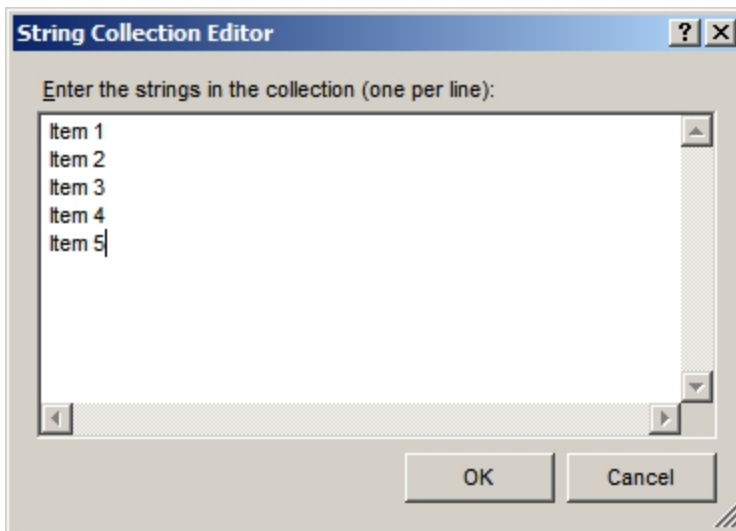 String Collection Editor
?
Enter the strings in the collection (one per line):
Item 1
Item 2
Item 3
Item 4
Item 5
OK
Cancel